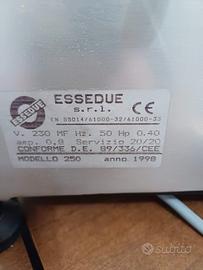 ESSEDUE
ESSEDUE
s.r.l.
CE
EN 55014/61000-32/61000-33
V. 230 MF Hz. 50 Hp 0.40
amp. 0,8 Servizio 20/20
CONFORME D.E. 89/336/CEE
MODELLO 250 anno 1998
subito